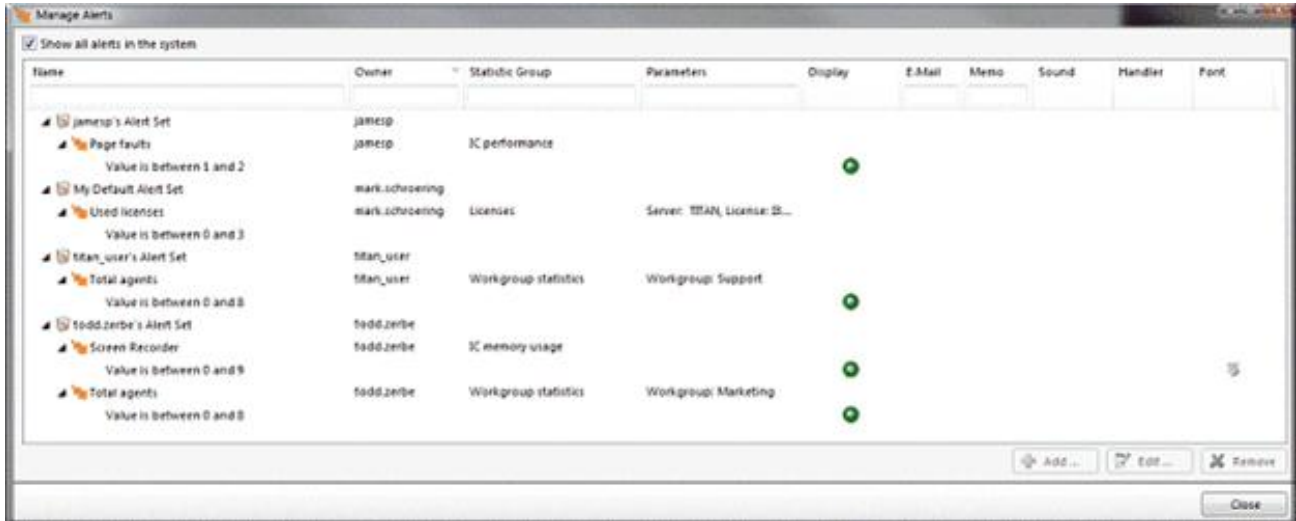 Manage Alerts
Show all alerts in the system
Name Owner Statistic Group Parameters Display E-Mail Memo Sound Handler Font
jamesp's Alert Set jamesp
Page faults jamesp IC performance
Value is between 1 and 2
My Default Alert Set mark.schroering
Used licenses mark.schroering Licenses Server: TITAN, License:
Value is between 0 and 3
titan_user's Alert Set titan_user
Total agents titan_user Workgroup statistics Workgroup: Support
Value is between 0 and 8
todd.zerbe's Alert Set todd.zerbe
Screen Recorder todd.zerbe IC memory usage
Value is between 0 and 9
Total agents todd.zerbe Workgroup statistics Workgroup: Marketing
Value is between 0 and 8
Add... Edit... Remove
Close